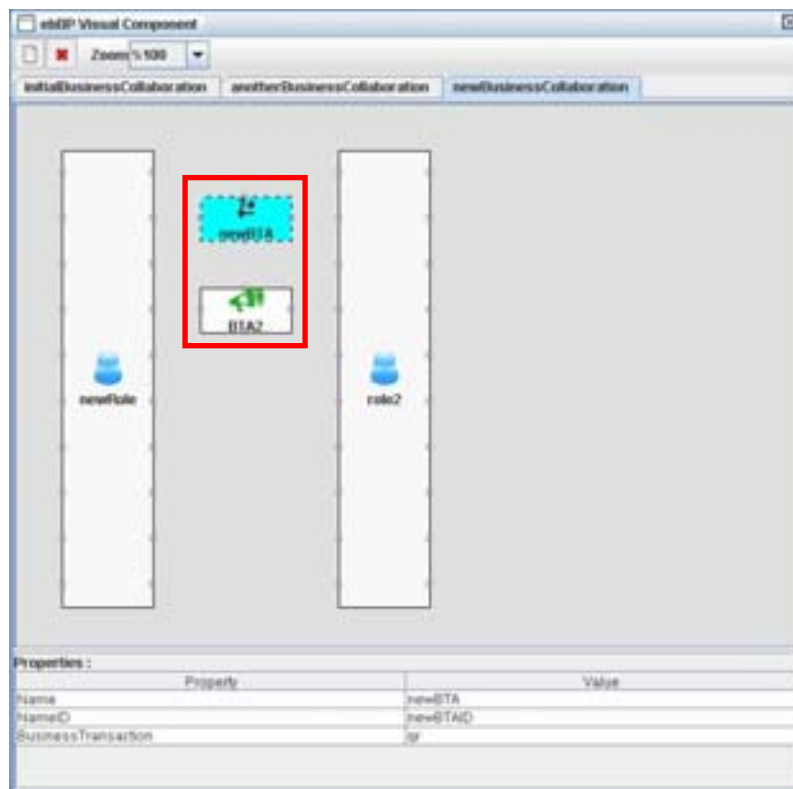 ebBP Visual Component
Zoom %100
initialBusinessCollaboration anotherBusinessCollaboration newBusinessCollaboration
newBTA
BTA2
newRole role2
Properties :
Property Value
Name newBTA
NameID newBTAID
BusinessTransaction qr